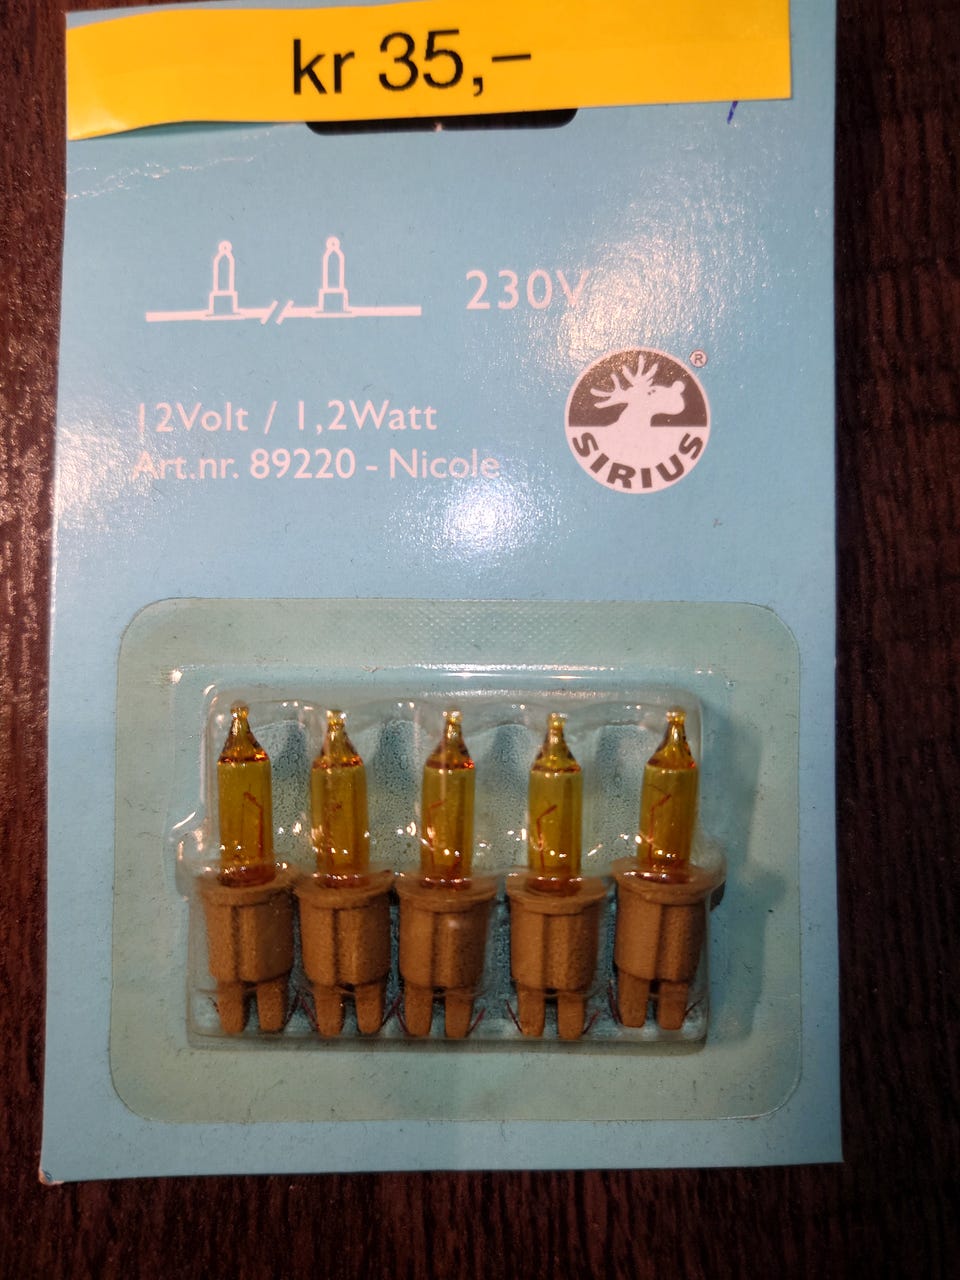 kr 35,–
230V
®
12Volt / 1,2Watt
Art.nr. 89220 - Nicole
SIRIUS